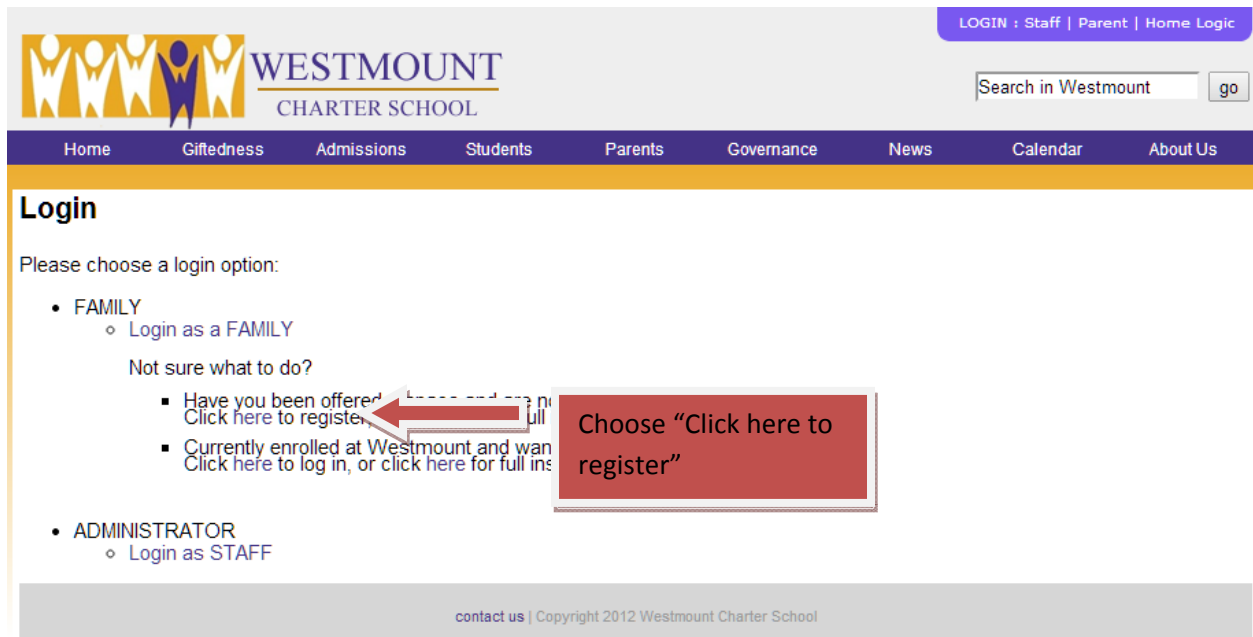 LOGIN : Staff | Parent | Home Logic
WESTMOUNT
CHARTER SCHOOL
Search in Westmount go
Home Giftedness Admissions Students Parents Governance News Calendar About Us
Login
Please choose a login option:
• FAMILY
Login as a FAMILY
Not sure what to do?
Have you been offered and are
Click here to register, full
Currently enrolled at Westmount and
Click here to log in, or click here for full
Choose “Click here to
register”
• ADMINISTRATOR
Login as STAFF
contact us | Copyright 2012 Westmount Charter School